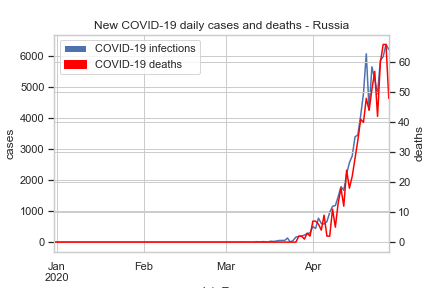 New COVID-19 daily cases and deaths - Russia
COVID-19 infections
COVID-19 deaths
6000
5000
4000
3000
2000
1000
0
cases
60
50
40
30
20
10
0
deaths
Jan
2020
Feb
Mar
Apr